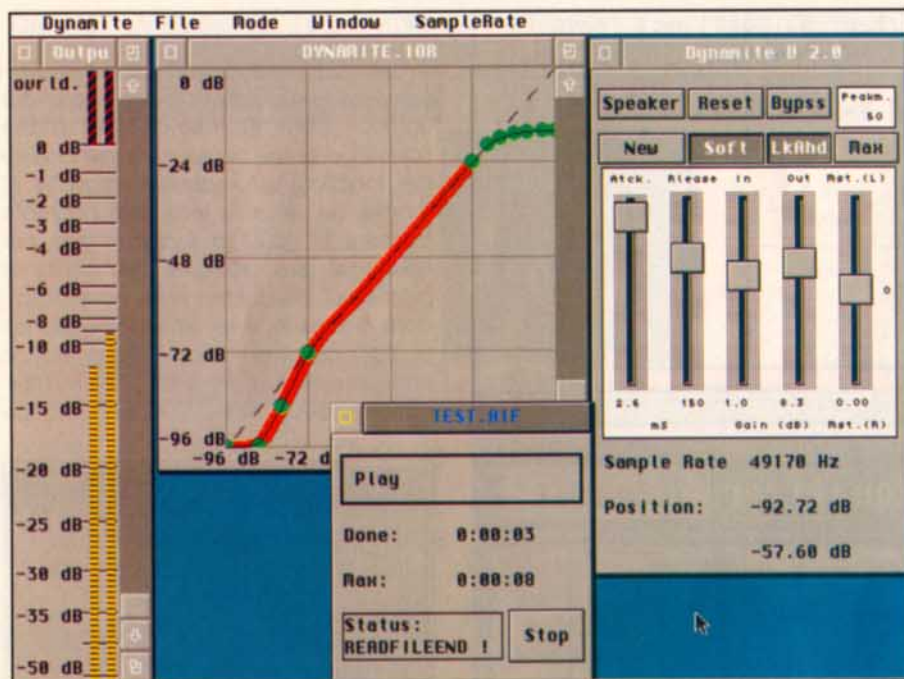 Dynamite File Mode Window SampleRate
Outpu
ovrld.
0 dB
-1 dB
-2 dB
-3 dB
-4 dB
-6 dB
-8 dB
-10 dB
-15 dB
-20 dB
-25 dB
-30 dB
-35 dB
-50 dB
DYNAMITE.10B
0 dB
-24 dB
-48 dB
-72 dB
-96 dB
-96 dB -72 d
TEST.AIF
Play
Done: 0:00:03
Max: 0:00:08
Status:
READFILEEND !
Stop
Dynamite D 2.0
Speaker Reset Bypss Peakm.
50
New Soft LkAhd Max
Atck. Rlease In Out Mst.(L)
0
2.6 150 1.0 0.3 0.00
mS Gain (dB) Mst.(R)
Sample Rate 49170 Hz
Position: -92.72 dB
-57.60 dB